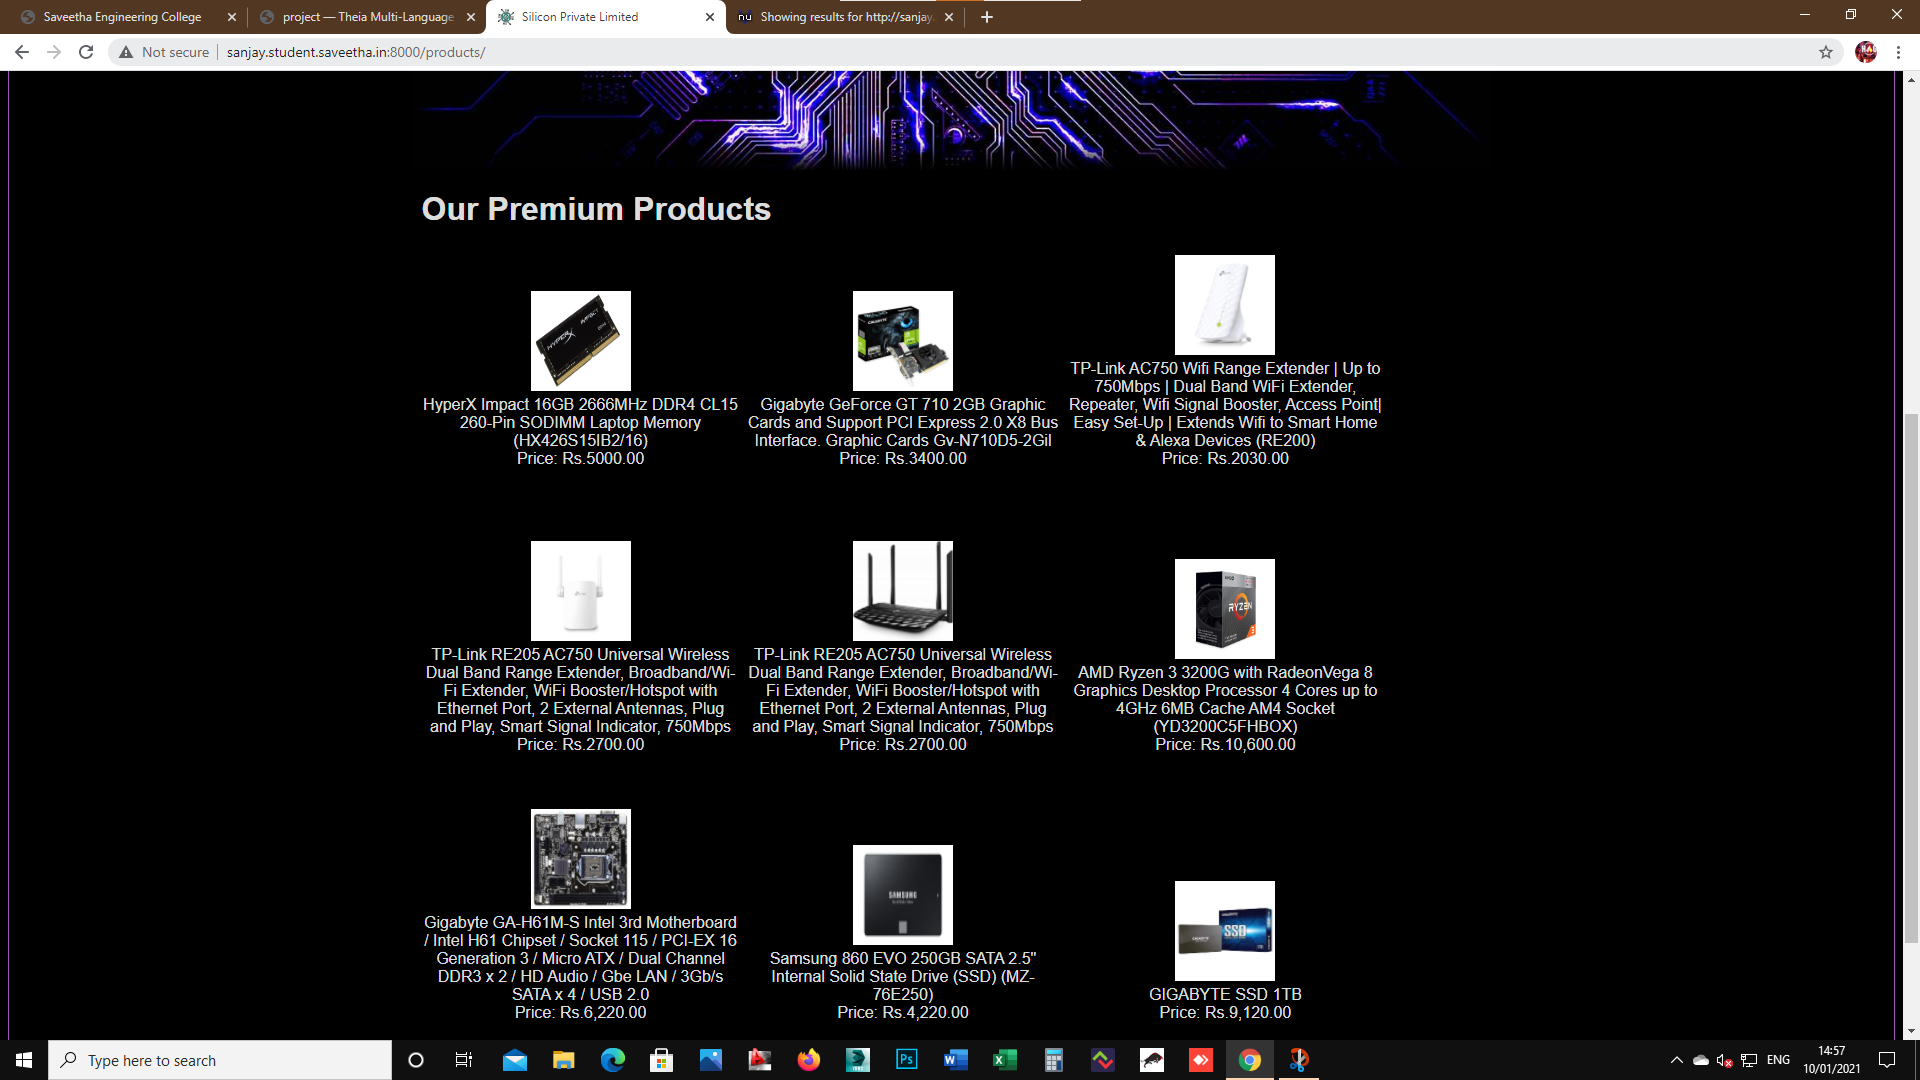 Saveetha Engineering College
project — Theia Multi-Language
Silicon Private Limited
Showing results for http://sanjay.
Not secure
sanjay.student.saveetha.in:8000/products/
Our Premium Products
HyperX Impact 16GB 2666MHz DDR4 CL15
260-Pin SODIMM Laptop Memory
(HX426S15IB2/16)
Price: Rs.5000.00
Gigabyte GeForce GT 710 2GB Graphic
Cards and Support PCI Express 2.0 X8 Bus
Interface. Graphic Cards Gv-N710D5-2Gil
Price: Rs.3400.00
TP-Link AC750 Wifi Range Extender | Up to
750Mbps | Dual Band WiFi Extender,
Repeater, Wifi Signal Booster, Access Point|
Easy Set-Up | Extends Wifi to Smart Home
& Alexa Devices (RE200)
Price: Rs.2030.00
TP-Link RE205 AC750 Universal Wireless
Dual Band Range Extender, Broadband/Wi-
Fi Extender, WiFi Booster/Hotspot with
Ethernet Port, 2 External Antennas, Plug
and Play, Smart Signal Indicator, 750Mbps
Price: Rs.2700.00
TP-Link RE205 AC750 Universal Wireless
Dual Band Range Extender, Broadband/Wi-
Fi Extender, WiFi Booster/Hotspot with
Ethernet Port, 2 External Antennas, Plug
and Play, Smart Signal Indicator, 750Mbps
Price: Rs.2700.00
RYZEN
AMD Ryzen 3 3200G with RadeonVega 8
Graphics Desktop Processor 4 Cores up to
4GHz 6MB Cache AM4 Socket
(YD3200C5FHBOX)
Price: Rs.10,600.00
Gigabyte GA-H61M-S Intel 3rd Motherboard
/ Intel H61 Chipset / Socket 115 / PCI-EX 16
Generation 3 / Micro ATX / Dual Channel
DDR3 x 2 / HD Audio / Gbe LAN / 3Gb/s
SATA x 4 / USB 2.0
Price: Rs.6,220.00
SAMSUNG
Samsung 860 EVO 250GB SATA 2.5"
Internal Solid State Drive (SSD) (MZ-
76E250)
Price: Rs.4,220.00
SSD
GIGABYTE SSD 1TB
Price: Rs.9,120.00
Type here to search
ENG
14:57
10/01/2021